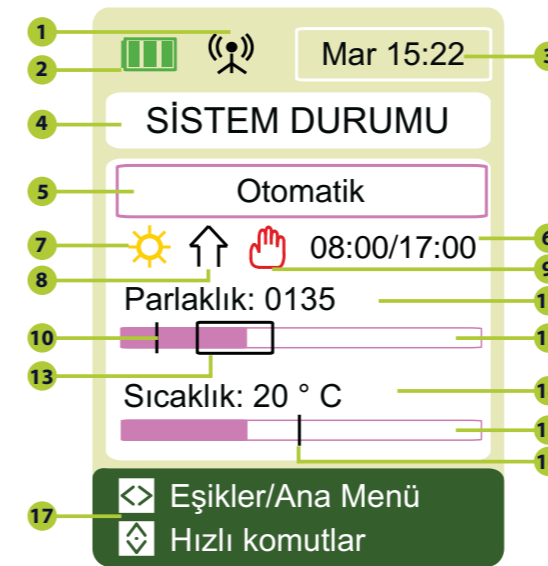 1
2
Mar 15:22
4
SİSTEM DURUMU
5
Otomatik
7
08:00/17:00
8
Parlaklık: 0135
10
13
Sıcaklık: 20 ° C
17
Eşikler/Ana Menü
Hızlı komutlar